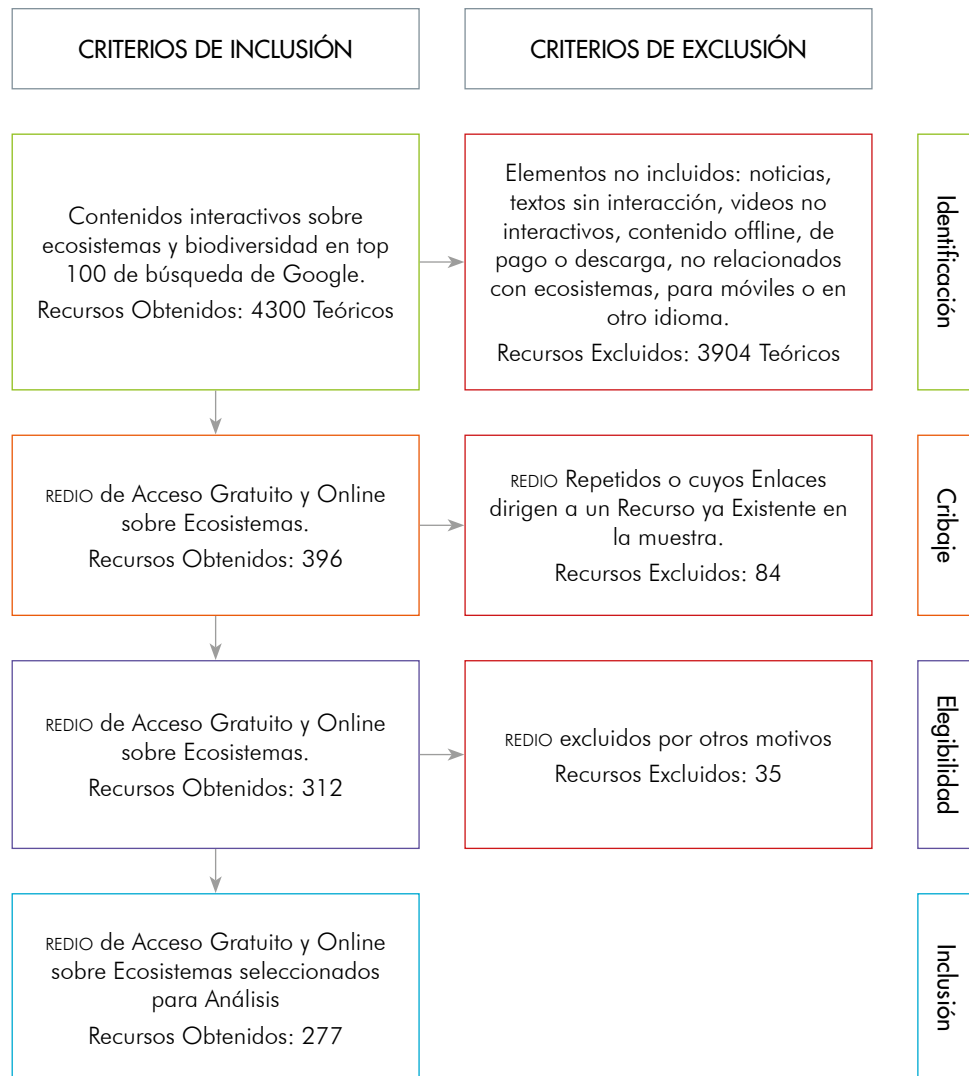 CRITERIOS DE INCLUSIÓN
CRITERIOS DE EXCLUSIÓN
Contenidos interactivos sobre
ecosistemas y biodiversidad en top
100 de búsqueda de Google.
Recursos Obtenidos: 4300 Teóricos
Elementos no incluidos: noticias,
textos sin interacción, videos no
interactivos, contenido offline, de
pago o descarga, no relacionados
con ecosistemas, para móviles o en
otro idioma.
Recursos Excluidos: 3904 Teóricos
Identificación
REDIO de Acceso Gratuito y Online
sobre Ecosistemas.
Recursos Obtenidos: 396
REDIO Repetidos o cuyos Enlaces
dirigen a un Recurso ya Existente en
la muestra.
Recursos Excluidos: 84
Cribaje
REDIO de Acceso Gratuito y Online
sobre Ecosistemas.
Recursos Obtenidos: 312
REDIO excluidos por otros motivos
Recursos Excluidos: 35
Elegibilidad
REDIO de Acceso Gratuito y Online
sobre Ecosistemas seleccionados
para Análisis
Recursos Obtenidos: 277
Inclusión